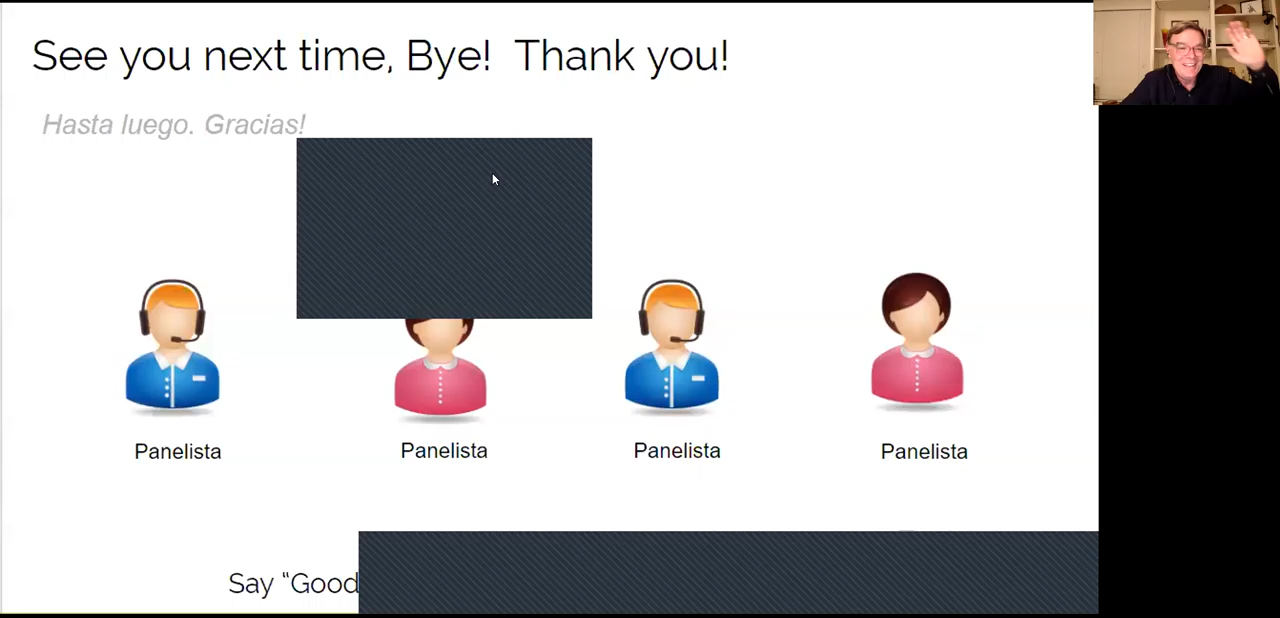 See you next time, Bye! Thank you!
Hasta luego. Gracias!
Panelista Panelista Panelista Panelista
Say “Good